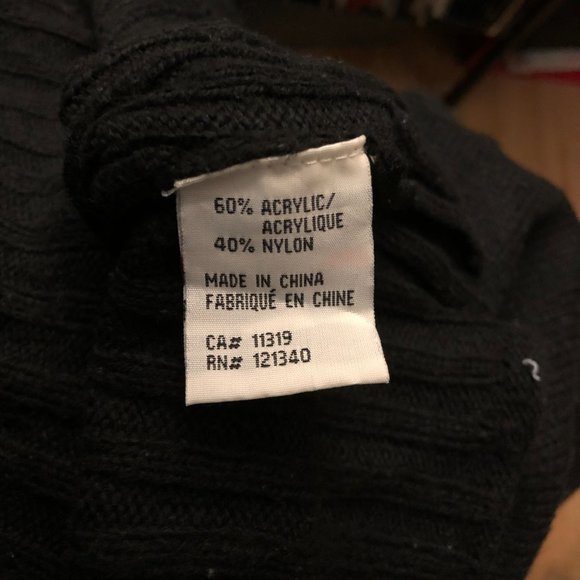 60% ACRYLIC/
ACRYLIQUE
40% NYLON
MADE IN CHINA
FABRIQUÉ EN CHINE
CA# 11319
RN# 121340